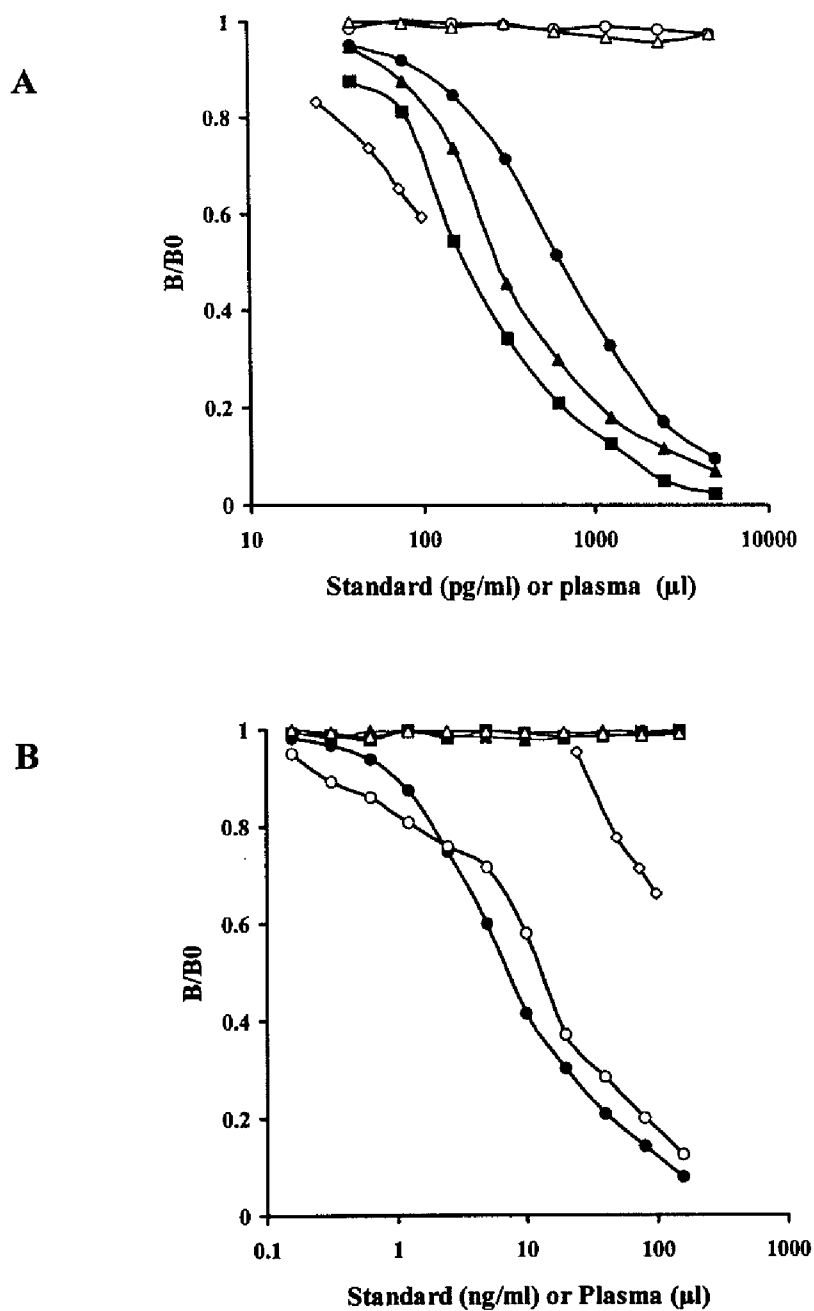 A
1
0.8
0.6
0.4
0.2
0
B/B0
10 100 1000 10000
Standard (pg/ml) or plasma (µl)
B
1
0.8
0.6
0.4
0.2
0
B/B0
0.1 1 10 100 1000
Standard (ng/ml) or Plasma (µl)